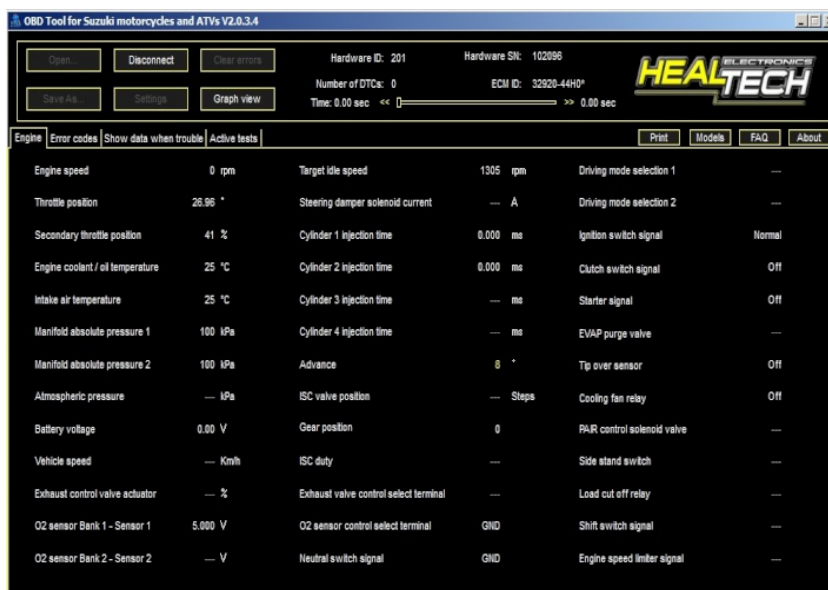 OBD Tool for Suzuki motorcycles and ATVs V2.0.3.4
Open... Disconnect Clear errors Hardware ID: 201 Hardware SN: 102096
HEALTECH ELECTRONICS
Number of DTCs: 0 ECM ID: 32920-44H0*
Save As... Settings Graph view Time: 0.00 sec << >> 0.00 sec
Engine Error codes Show data when trouble Active tests Print Models FAQ About
Engine speed 0 rpm Target idle speed 1305 rpm Driving mode selection 1 ---
Throttle position 26.96 ° Steering damper solenoid current --- A Driving mode selection 2 ---
Secondary throttle position 41 % Cylinder 1 injection time 0.000 ms Ignition switch signal Normal
Engine coolant / oil temperature 25 °C Cylinder 2 injection time 0.000 ms Clutch switch signal Off
Intake air temperature 25 °C Cylinder 3 injection time --- ms Starter signal Off
Manifold absolute pressure 1 100 kPa Cylinder 4 injection time --- ms EVAP purge valve ---
Manifold absolute pressure 2 100 kPa Advance 8 ° Tip over sensor Off
Atmospheric pressure --- kPa ISC valve position --- Steps Cooling fan relay Off
Battery voltage 0.00 V Gear position 0 PAIR control solenoid valve ---
Vehicle speed --- Km/h ISC duty --- Side stand switch ---
Exhaust control valve actuator --- % Exhaust valve control select terminal --- Load cut off relay ---
O2 sensor Bank 1 - Sensor 1 5.000 V O2 sensor control select terminal GND Shift switch signal ---
O2 sensor Bank 2 - Sensor 2 --- V Neutral switch signal GND Engine speed limiter signal ---